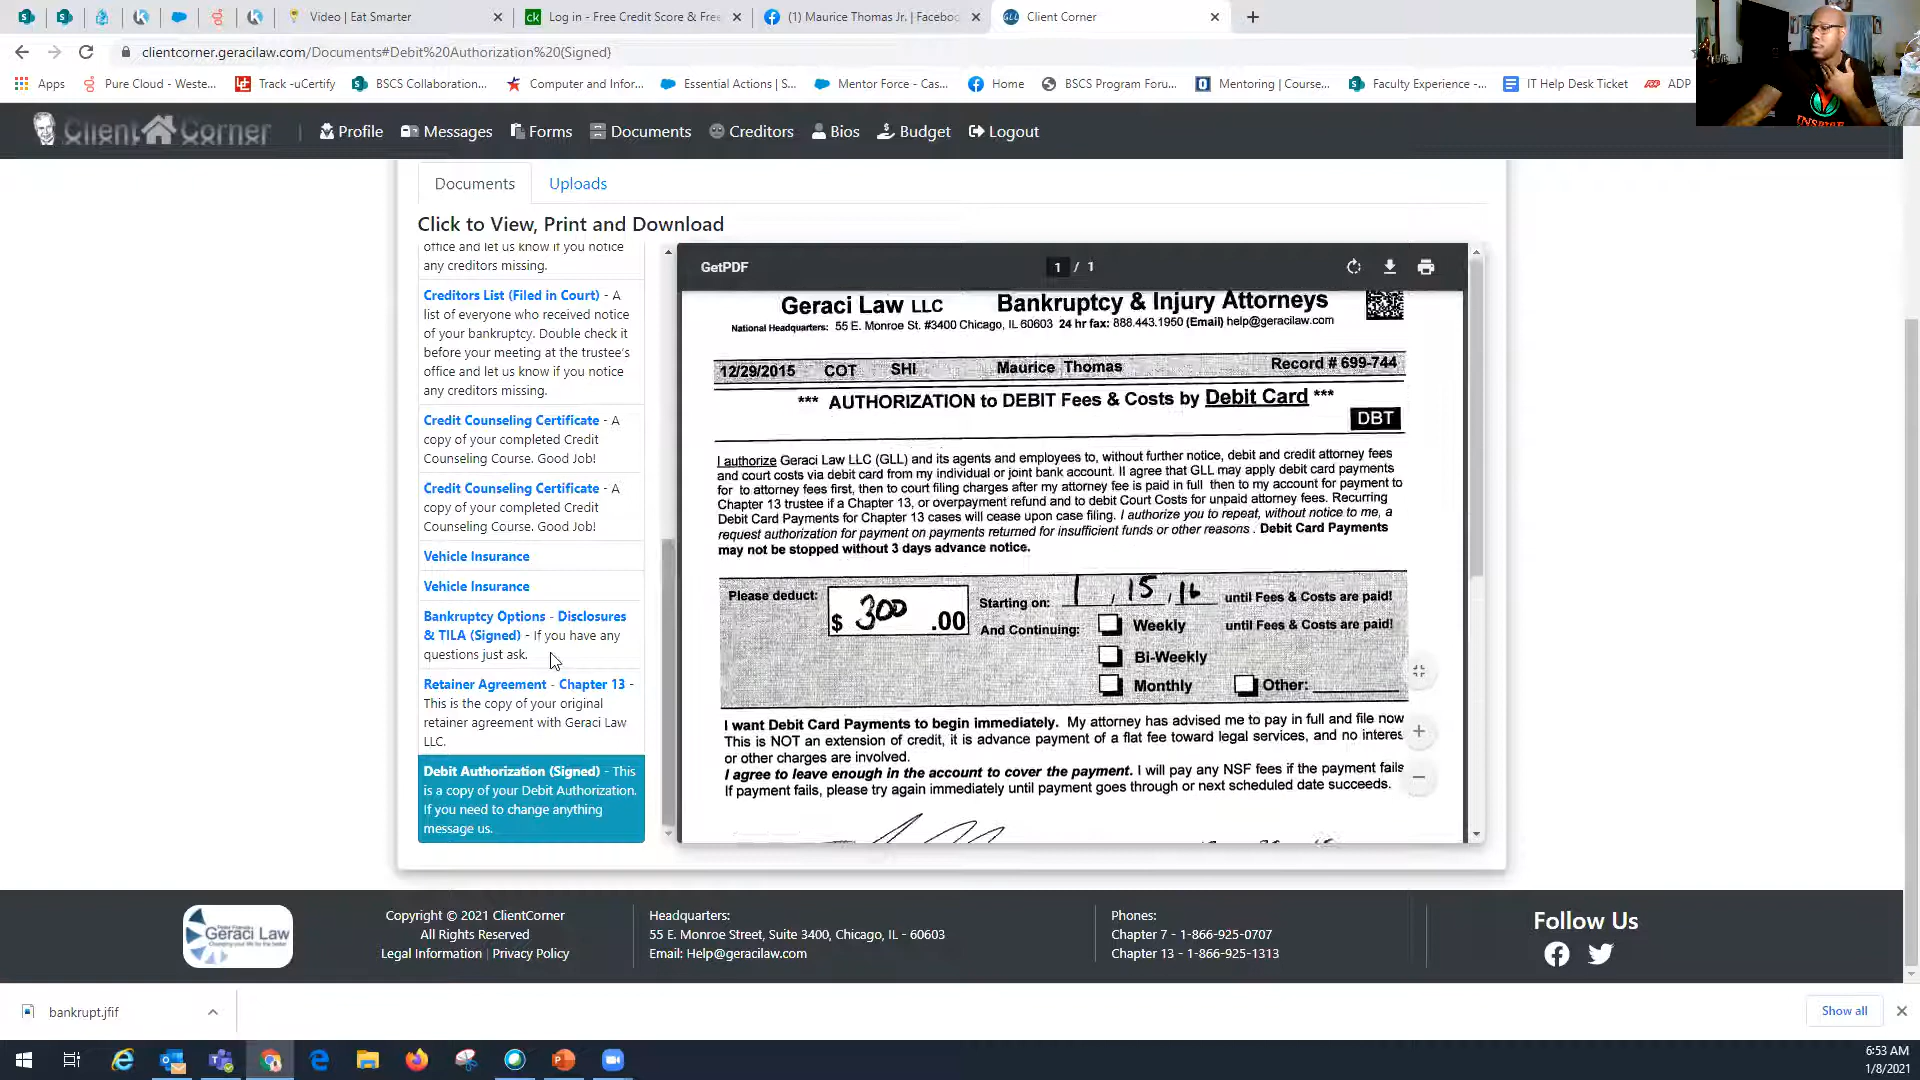 Video | Eat Smarter
Log in - Free Credit Score & Free
(1) Maurice Thomas Jr. | Facebo
Client Corner
clientcorner.geracilaw.com/Documents#Debit%20Authorization%20(Signed)
Apps
Pure Cloud - Weste...
Track -uCertify
BSCS Collaboration...
Computer and Infor...
Essential Actions | S...
Mentor Force - Cas...
Home
BSCS Program Foru...
Mentoring | Course...
Faculty Experience -...
IT Help Desk Ticket
ADP
INSPIRE
Client Corner
Profile
Messages
Forms
Documents
Creditors
Bios
Budget
Logout
Documents
Uploads
Click to View, Print and Download
office and let us know if you notice
any creditors missing.
Creditors List (Filed in Court) - A
list of everyone who received notice
of your bankruptcy. Double check it
before your meeting at the trustee's
office and let us know if you notice
any creditors missing.
Credit Counseling Certificate - A
copy of your completed Credit
Counseling Course. Good Job!
Credit Counseling Certificate - A
copy of your completed Credit
Counseling Course. Good Job!
Vehicle Insurance
Vehicle Insurance
Bankruptcy Options - Disclosures
& TILA (Signed) - If you have any
questions just ask.
Retainer Agreement - Chapter 13 -
This is the copy of your original
retainer agreement with Geraci Law
LLC.
Debit Authorization (Signed) - This
is a copy of your Debit Authorization.
If you need to change anything
message us.
GetPDF
1 / 1
Geraci Law LLC Bankruptcy & Injury Attorneys
National Headquarters: 55 E. Monroe St. #3400 Chicago, IL 60603 24 hr fax: 888.443.1950 (Email) help@geracilaw.com
12/29/2015 COT SHI Maurice Thomas Record # 699-744
*** AUTHORIZATION to DEBIT Fees & Costs by Debit Card ***
DBT
I authorize Geraci Law LLC (GLL) and its agents and employees to, without further notice, debit and credit attorney fees
and court costs via debit card from my individual or joint bank account. II agree that GLL may apply debit card payments
for to attorney fees first, then to court filing charges after my attorney fee is paid in full then to my account for payment to
Chapter 13 trustee if a Chapter 13, or overpayment refund and to debit Court Costs for unpaid attorney fees. Recurring
Debit Card Payments for Chapter 13 cases will cease upon case filing. I authorize you to repeat, without notice to me, a
request authorization for payment on payments returned for insufficient funds or other reasons . Debit Card Payments
may not be stopped without 3 days advance notice.
Please deduct: $ 300 .00 Starting on: 1 , 15 , 16 until Fees & Costs are paid!
And Continuing: Weekly until Fees & Costs are paid!
Bi-Weekly
Monthly Other:
I want Debit Card Payments to begin immediately. My attorney has advised me to pay in full and file now
This is NOT an extension of credit, it is advance payment of a flat fee toward legal services, and no interes
or other charges are involved.
I agree to leave enough in the account to cover the payment. I will pay any NSF fees if the payment fails
If payment fails, please try again immediately until payment goes through or next scheduled date succeeds.
Geraci Law
Copyright © 2021 ClientCorner
All Rights Reserved
Legal Information | Privacy Policy
Headquarters:
55 E. Monroe Street, Suite 3400, Chicago, IL - 60603
Email: Help@geracilaw.com
Phones:
Chapter 7 - 1-866-925-0707
Chapter 13 - 1-866-925-1313
Follow Us
bankrupt.jfif
Show all
6:53 AM
1/8/2021